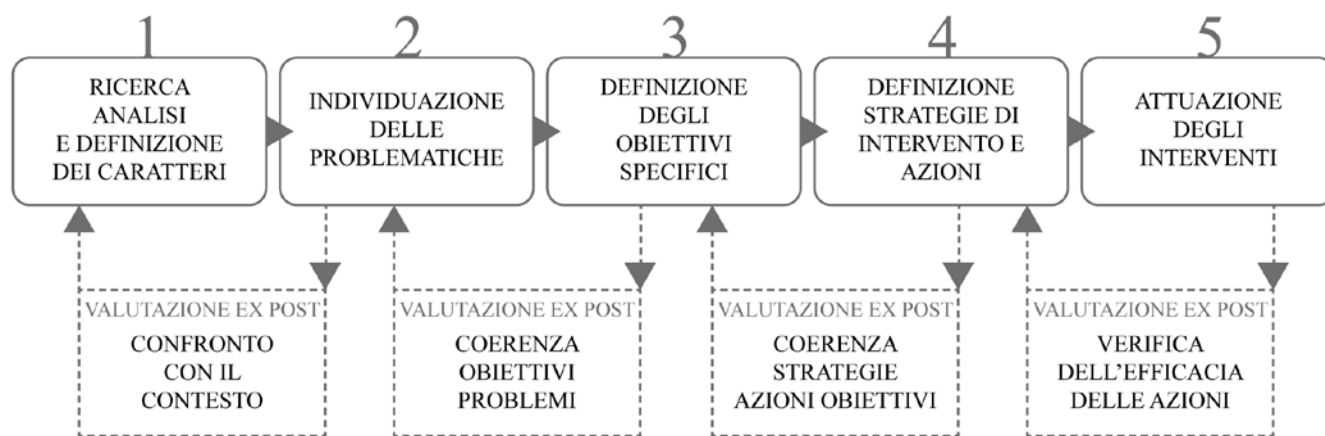 1
RICERCA
ANALISI
E DEFINIZIONE
DEI CARATTERI
2
INDIVIDUAZIONE
DELLE
PROBLEMATICHE
3
DEFINIZIONE
DEGLI
OBIETTIVI
SPECIFICI
4
DEFINIZIONE
STRATEGIE DI
INTERVENTO E
AZIONI
5
ATTUAZIONE
DEGLI
INTERVENTI
VALUTAZIONE EX POST
CONFRONTO
CON IL
CONTESTO
VALUTAZIONE EX POST
COERENZA
OBIETTIVI
PROBLEMI
VALUTAZIONE EX POST
COERENZA
STRATEGIE
AZIONI OBIETTIVI
VALUTAZIONE EX POST
VERIFICA
DELL'EFFICACIA
DELLE AZIONI